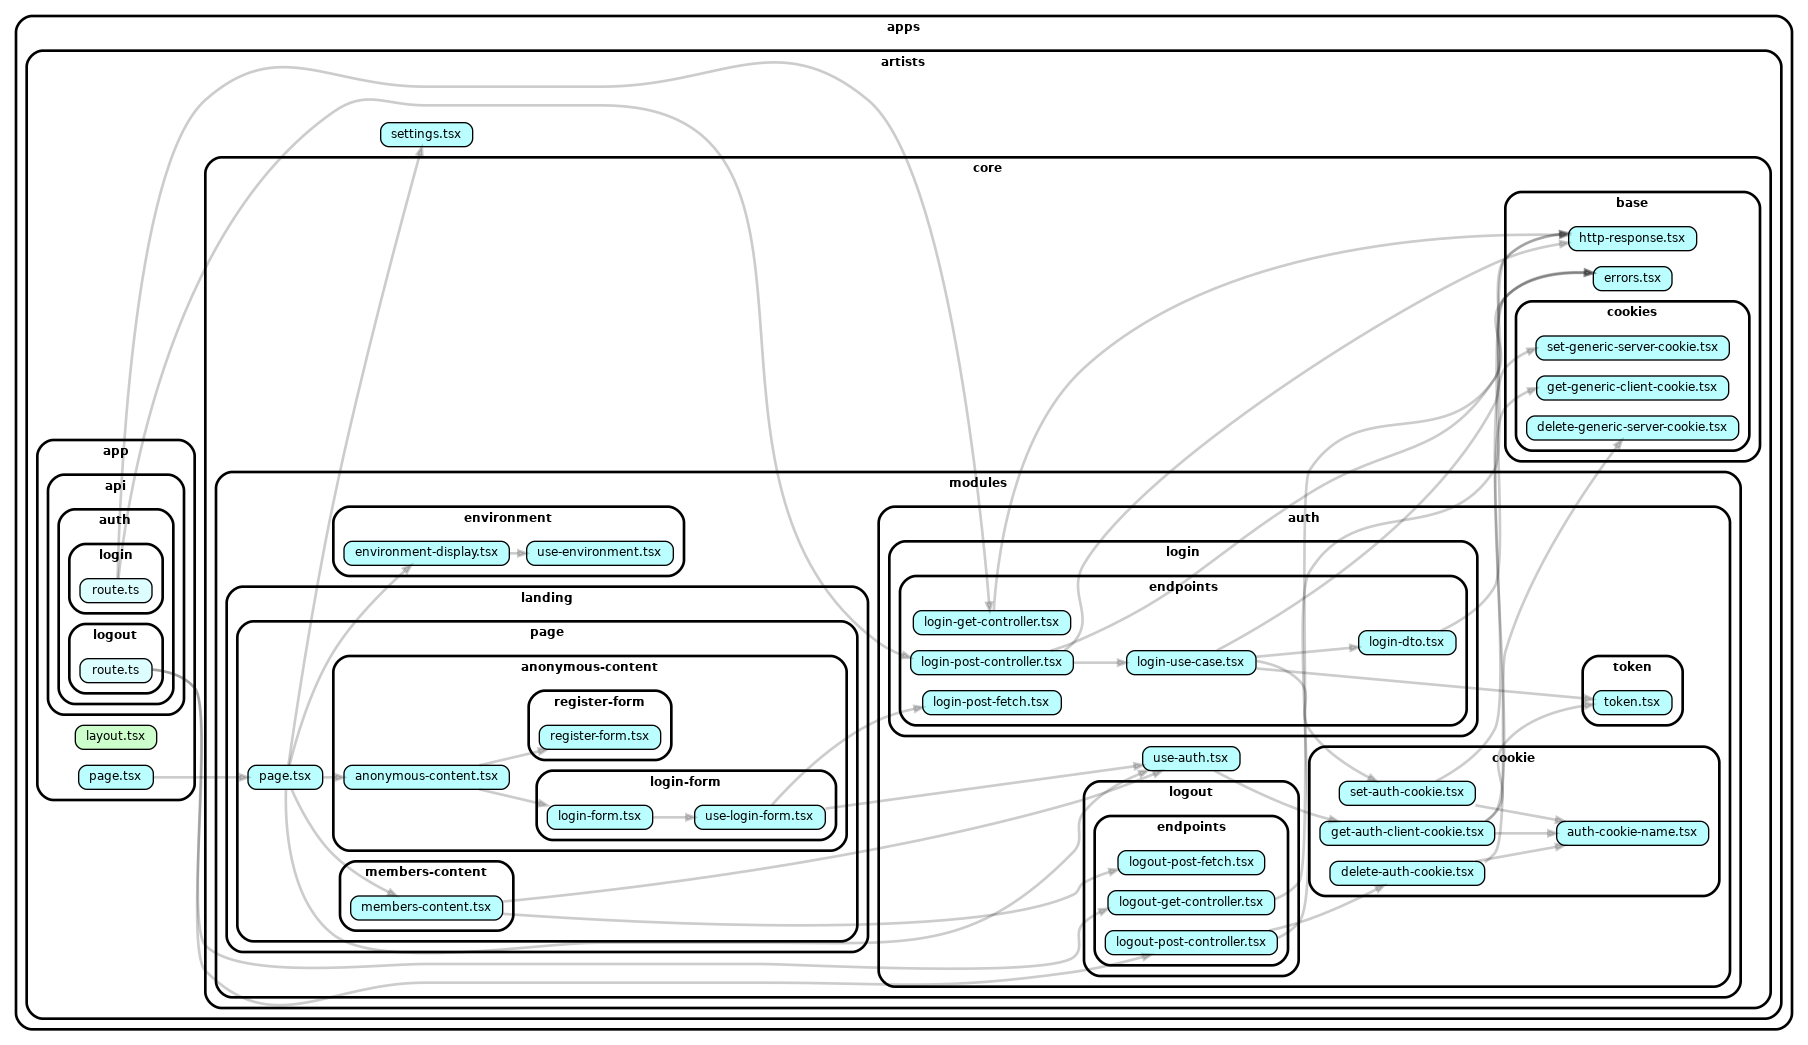 apps
artists
settings.tsx
core
base
http-response.tsx
errors.tsx
cookies
set-generic-server-cookie.tsx
get-generic-client-cookie.tsx
delete-generic-server-cookie.tsx
app
api
auth
login
route.ts
logout
route.ts
layout.tsx
page.tsx
modules
environment
environment-display.tsx
use-environment.tsx
landing
page
page.tsx
anonymous-content
anonymous-content.tsx
register-form
register-form.tsx
login-form
login-form.tsx
use-login-form.tsx
members-content
members-content.tsx
auth
login
endpoints
login-get-controller.tsx
login-post-controller.tsx
login-use-case.tsx
login-dto.tsx
login-post-fetch.tsx
token
token.tsx
use-auth.tsx
logout
endpoints
logout-post-fetch.tsx
logout-get-controller.tsx
logout-post-controller.tsx
cookie
set-auth-cookie.tsx
get-auth-client-cookie.tsx
auth-cookie-name.tsx
delete-auth-cookie.tsx